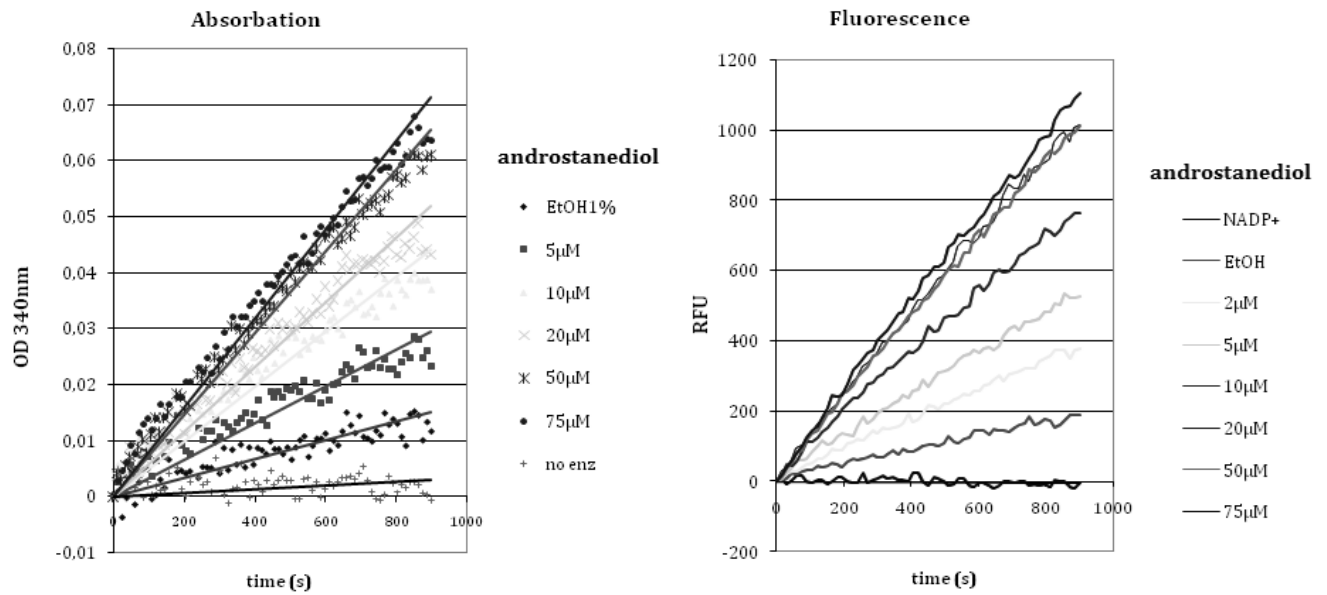 Absorbation
0,08
0,07
0,06
0,05
0,04
0,03
0,02
0,01
0
-0,01
0
200
400
600
800
1000
OD 340nm
time (s)
androstanediol
EtOH1%
5µM
10µM
20µM
50µM
75µM
no enz
Fluorescence
1200
1000
800
600
400
200
0
-200
0
200
400
600
800
1000
RFU
time (s)
androstanediol
NADP+
EtOH
2µM
5µM
10µM
20µM
50µM
75µM